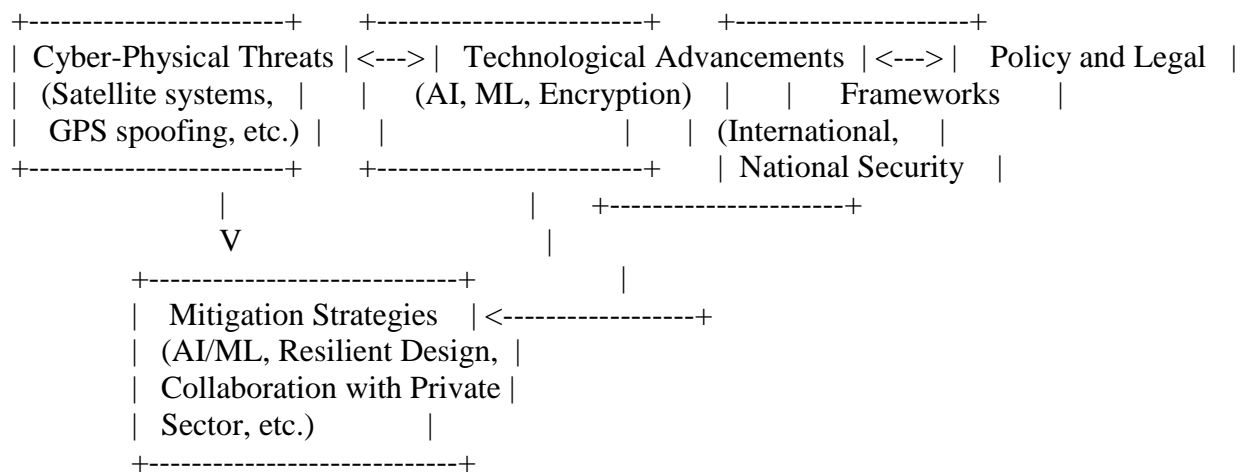 +------------------------+ +-------------------------+ +----------------------+
| Cyber-Physical Threats | <---> | Technological Advancements | <---> | Policy and Legal |
| (Satellite systems, | | (AI, ML, Encryption) | | Frameworks |
| GPS spoofing, etc.) | | | | (International, |
+------------------------+ +-------------------------+ | National Security |
| | +----------------------+
V |
+-----------------------------+ |
| Mitigation Strategies | <------------------+
| (AI/ML, Resilient Design, |
| Collaboration with Private |
| Sector, etc.) |
+-----------------------------+